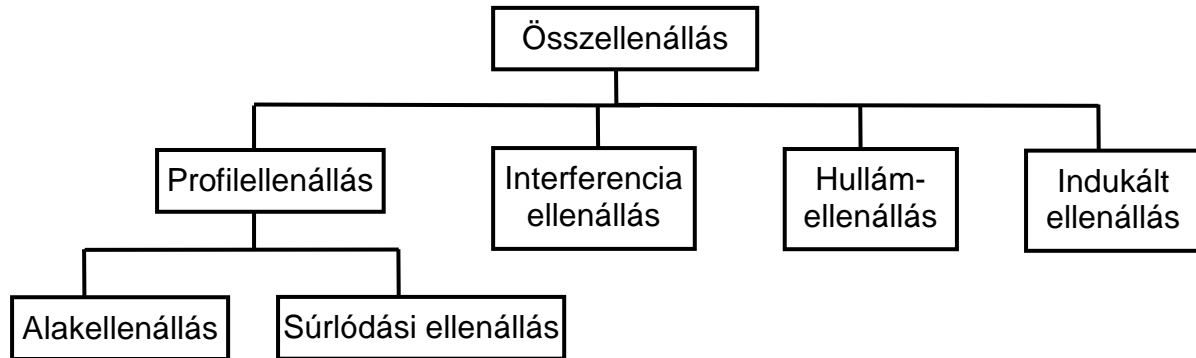 Összellenállás
Profilellenállás
Interferencia
ellenállás
Hullám-
ellenállás
Indukált
ellenállás
Alakellenállás
Súrlódási ellenállás